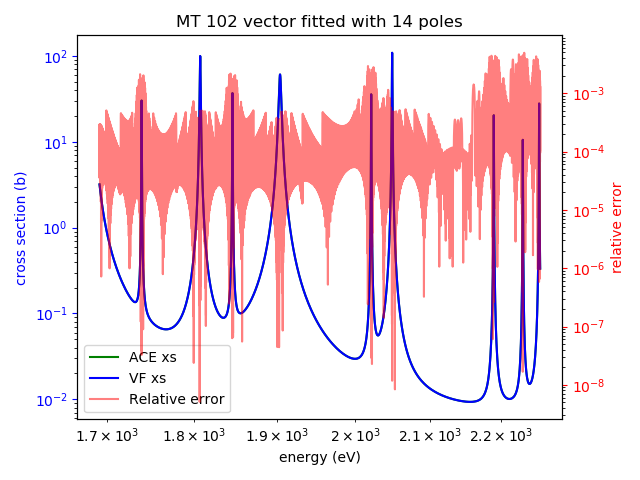 MT 102 vector fitted with 14 poles
cross section (b)
10²
10¹
10⁰
10⁻¹
10⁻²
10⁻³
10⁻⁴
10⁻⁵
10⁻⁶
10⁻⁷
10⁻⁸
relative error
ACE xs
VF xs
Relative error
1.7 × 10³ 1.8 × 10³ 1.9 × 10³ 2 × 10³ 2.1 × 10³ 2.2 × 10³
energy (eV)